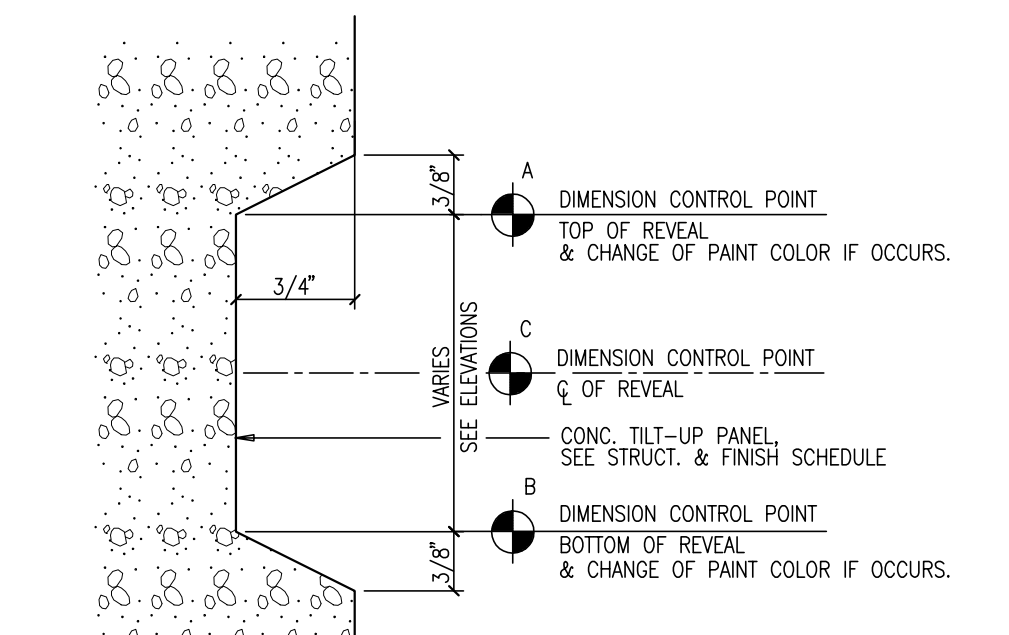 3/8"
A
DIMENSION CONTROL POINT
TOP OF REVEAL
& CHANGE OF PAINT COLOR IF OCCURS.
3/4"
VARIES
SEE ELEVATIONS
C
DIMENSION CONTROL POINT
℄ OF REVEAL
CONC. TILT-UP PANEL,
SEE STRUCT. & FINISH SCHEDULE
B
DIMENSION CONTROL POINT
BOTTOM OF REVEAL
& CHANGE OF PAINT COLOR IF OCCURS.
3/8"